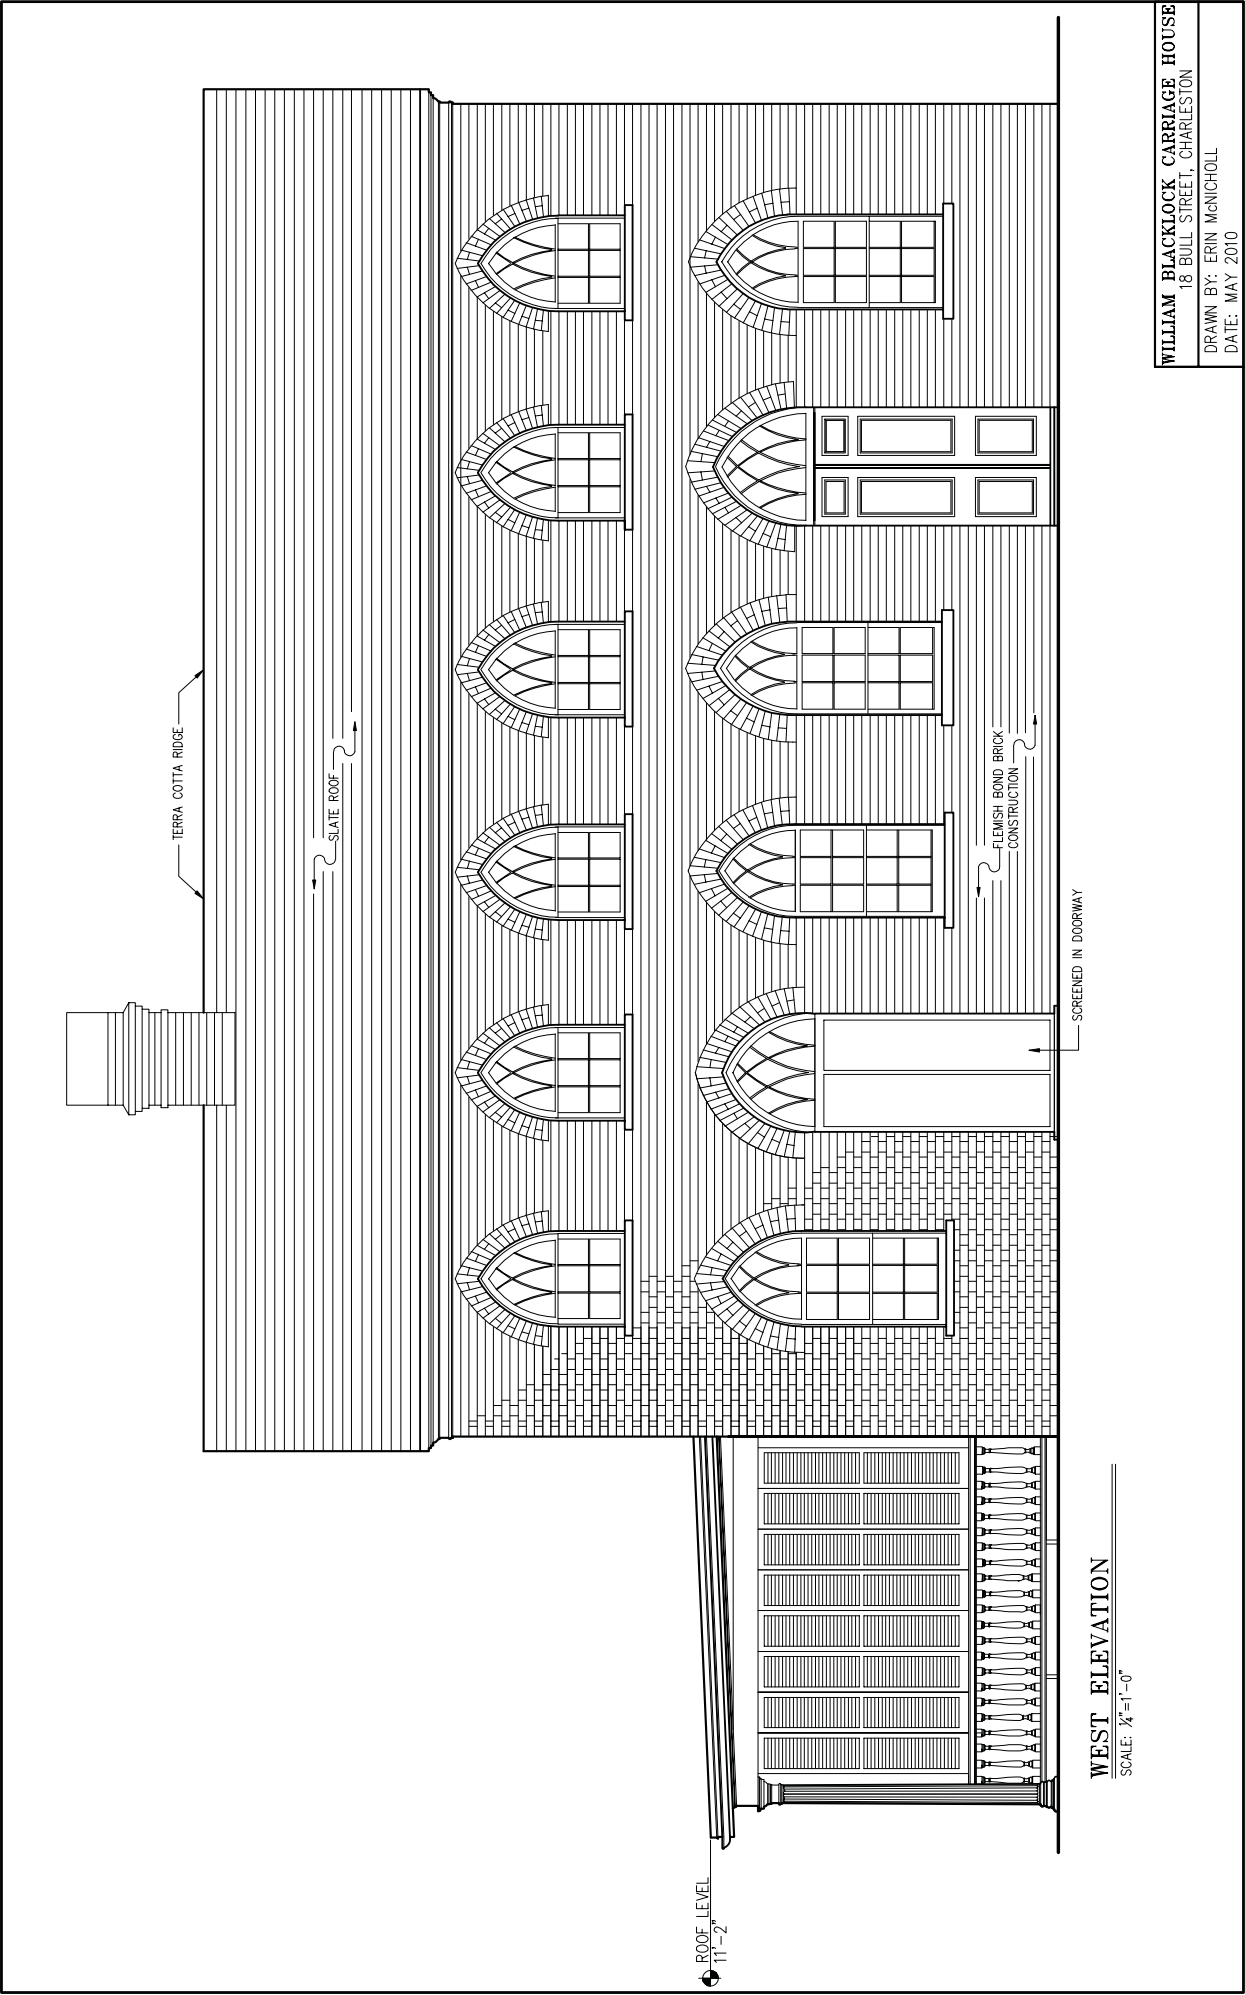 TERRA COTTA RIDGE
SLATE ROOF
FLEMISH BOND BRICK
CONSTRUCTION
SCREENED IN DOORWAY
ROOF LEVEL
11'-2"
WEST ELEVATION
SCALE: ¼"=1'-0"
WILLIAM BLACKLOCK CARRIAGE HOUSE
18 BULL STREET, CHARLESTON
DRAWN BY: ERIN McNICHOLL
DATE: MAY 2010